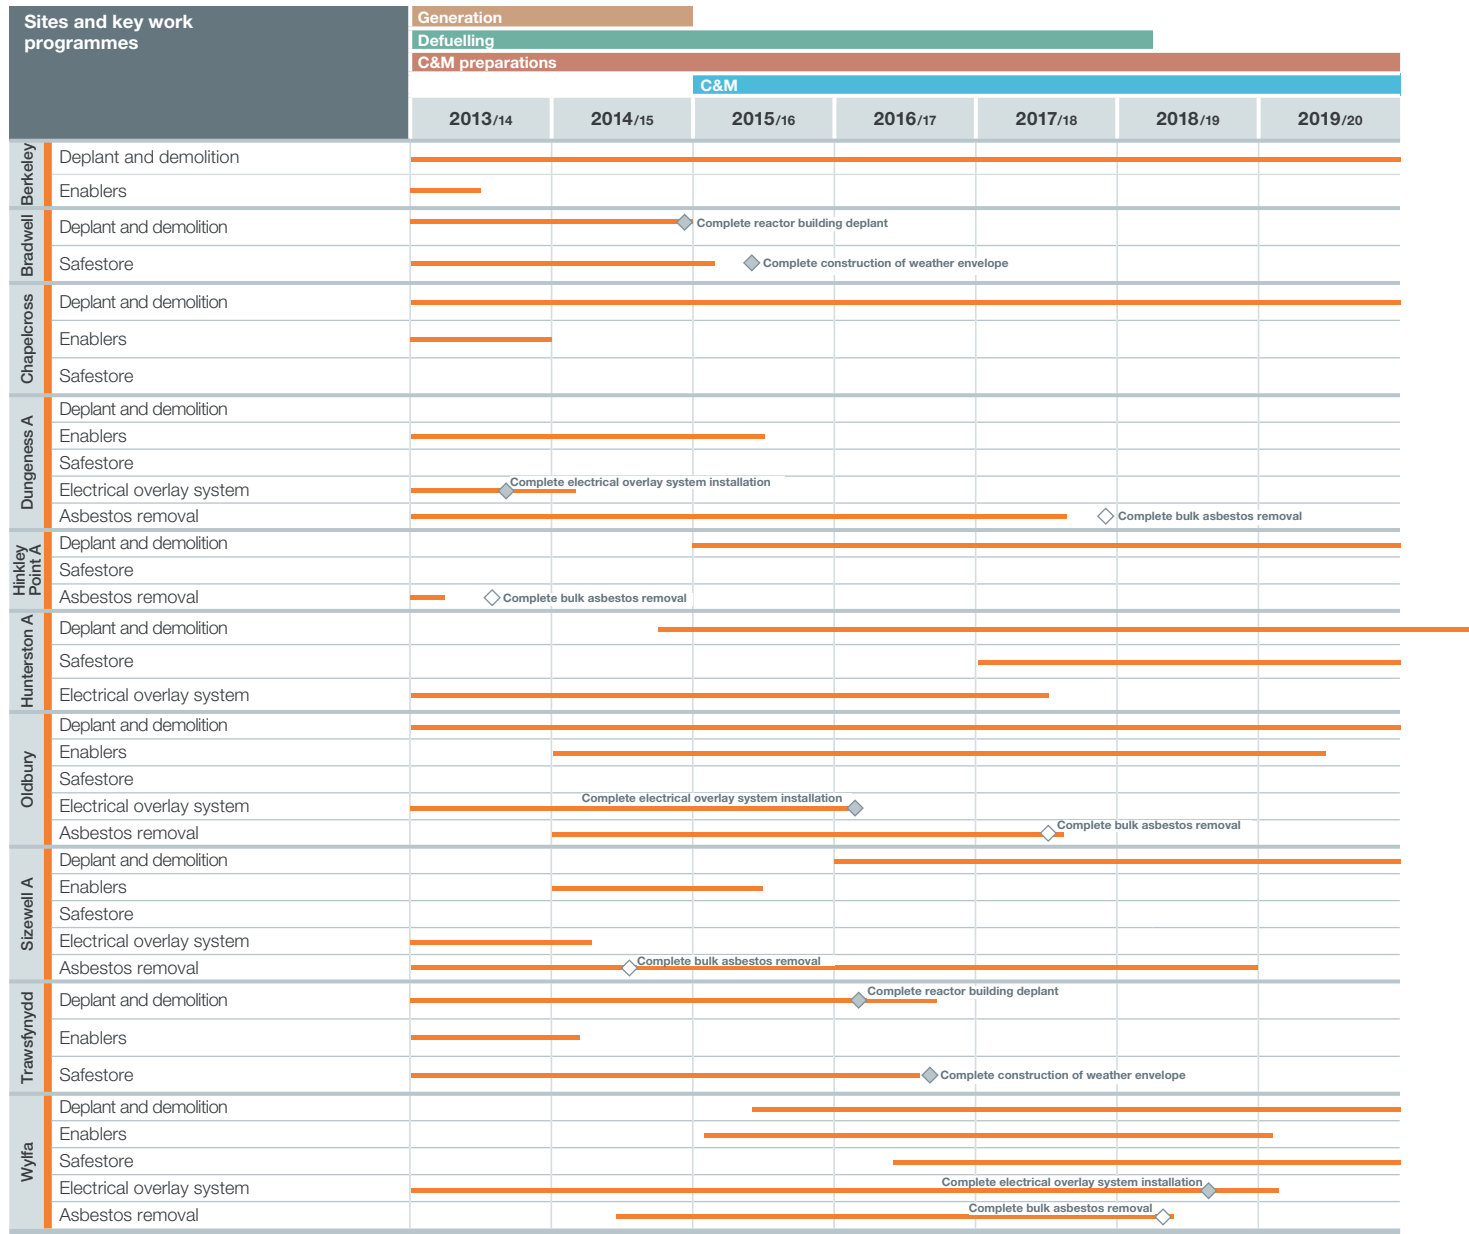 Sites and key work
programmes
Generation
Defuelling
C&M preparations
C&M
2013/14 2014/15 2015/16 2016/17 2017/18 2018/19 2019/20
Berkeley
Deplant and demolition
Enablers
Bradwell
Deplant and demolition
Complete reactor building deplant
Safestore
Complete construction of weather envelope
Chapelcross
Deplant and demolition
Enablers
Safestore
Dungeness A
Deplant and demolition
Enablers
Safestore
Electrical overlay system
Complete electrical overlay system installation
Asbestos removal
Complete bulk asbestos removal
Hinkley
Point A
Deplant and demolition
Safestore
Asbestos removal
Complete bulk asbestos removal
Hunterston A
Deplant and demolition
Safestore
Electrical overlay system
Oldbury
Deplant and demolition
Enablers
Safestore
Electrical overlay system
Complete electrical overlay system installation
Asbestos removal
Complete bulk asbestos removal
Sizewell A
Deplant and demolition
Enablers
Safestore
Electrical overlay system
Asbestos removal
Complete bulk asbestos removal
Trawsfynydd
Deplant and demolition
Complete reactor building deplant
Enablers
Safestore
Complete construction of weather envelope
Wylfa
Deplant and demolition
Enablers
Safestore
Electrical overlay system
Complete electrical overlay system installation
Asbestos removal
Complete bulk asbestos removal